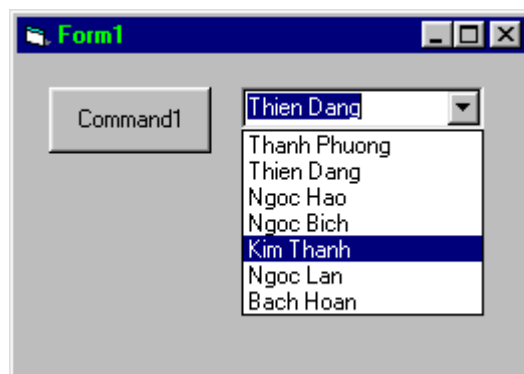 Form1
Command1
Thien Dang
Thanh Phuong
Thien Dang
Ngoc Hao
Ngoc Bich
Kim Thanh
Ngoc Lan
Bach Hoan